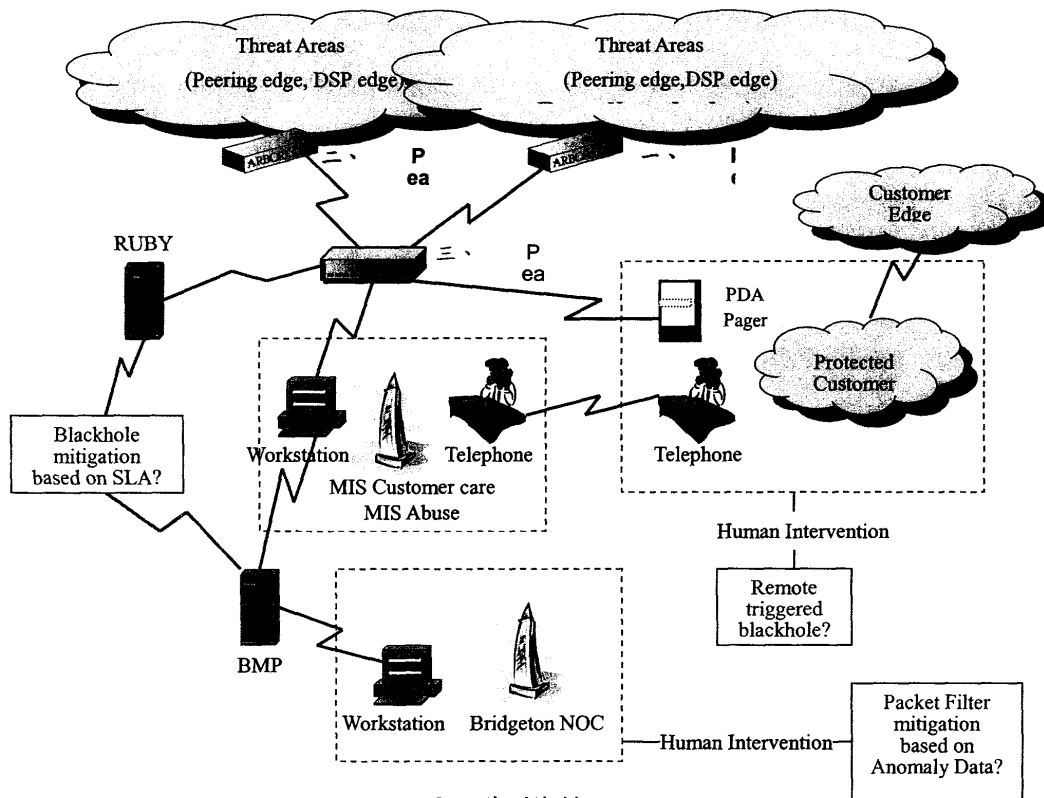 Threat Areas
(Peering edge, DSP edge)
Threat Areas
(Peering edge,DSP edge)
二、
P
ea
一、
三、
P
ea
Customer
Edge
RUBY
PDA
Pager
Protected
Customer
Blackhole
mitigation
based on SLA?
Workstation
Telephone
Telephone
MIS Customer care
MIS Abuse
Human Intervention
Remote
triggered
blackhole?
BMP
Workstation
Bridgeton NOC
Human Intervention
Packet Filter
mitigation
based on
Anomaly Data?